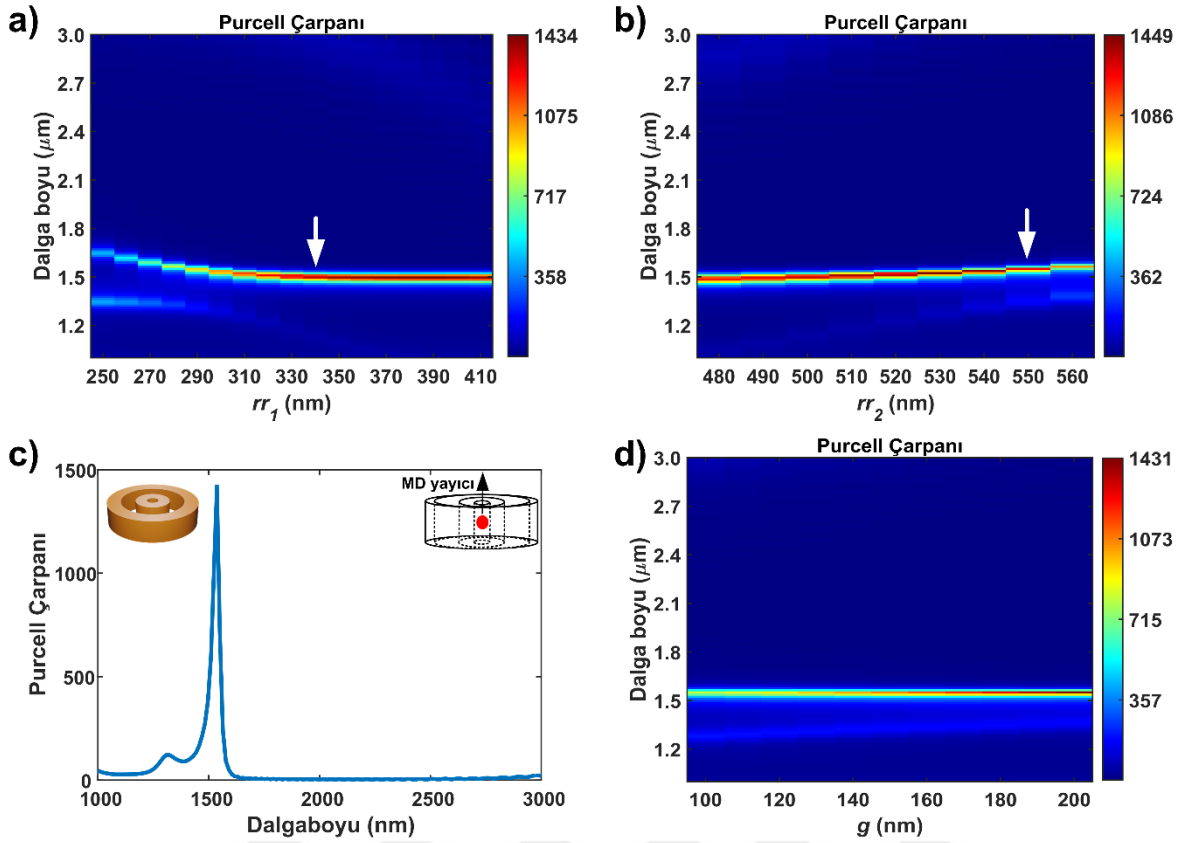 a)
Purcell Çarpanı
3.0
2.7
2.4
2.1
1.8
1.5
1.2
Dalga boyu (μm)
250 270 290 310 330 350 370 390 410
rr1 (nm)
1434
1075
717
358
b)
Purcell Çarpanı
3.0
2.7
2.4
2.1
1.8
1.5
1.2
Dalga boyu (μm)
480 490 500 510 520 530 540 550 560
rr2 (nm)
1449
1086
724
362
c)
1500
1000
500
0
Purcell Çarpanı
MD yayıcı
1000 1500 2000 2500 3000
Dalgaboyu (nm)
d)
Purcell Çarpanı
3.0
2.7
2.4
2.1
1.8
1.5
1.2
Dalga boyu (μm)
100 120 140 160 180 200
g (nm)
1431
1073
715
357